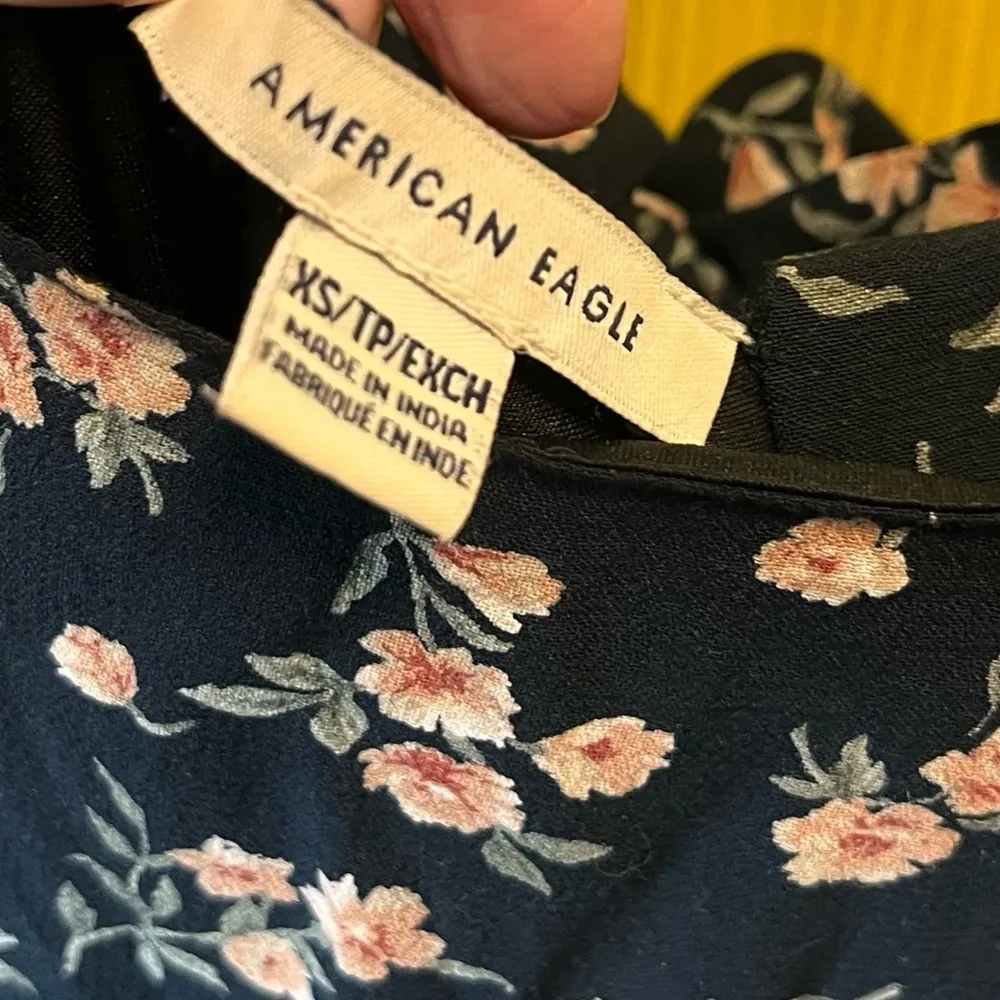 AMERICAN EAGLE
XS/TP/EXCH
MADE IN INDIA
FABRIQUÉ EN INDE